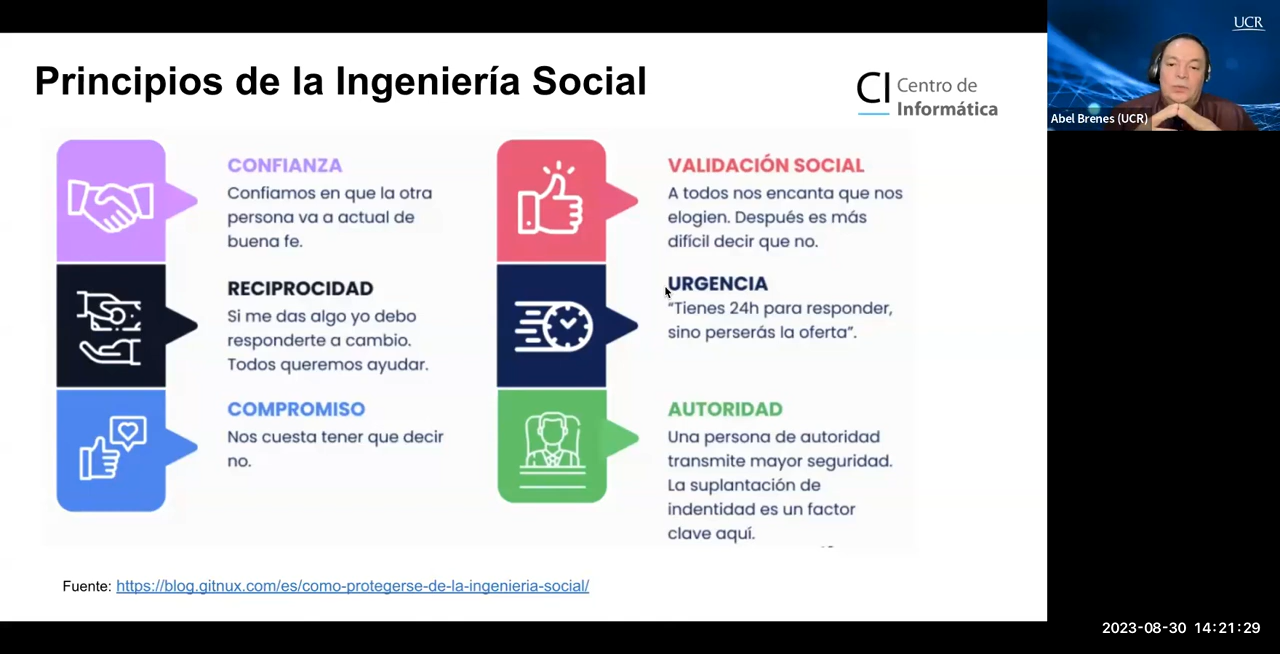 Principios de la Ingeniería Social
CI Centro de
Informática
CONFIANZA
Confiamos en que la otra
persona va a actual de
buena fe.
RECIPROCIDAD
Si me das algo yo debo
responderte a cambio.
Todos queremos ayudar.
COMPROMISO
Nos cuesta tener que decir
no.
VALIDACIÓN SOCIAL
A todos nos encanta que nos
elogien. Después es más
difícil decir que no.
URGENCIA
“Tienes 24h para responder,
sino perserás la oferta”.
AUTORIDAD
Una persona de autoridad
transmite mayor seguridad.
La suplantación de
indentidad es un factor
clave aquí.
Fuente: https://blog.gitnux.com/es/como-protegerse-de-la-ingenieria-social/
UCR
Abel Brenes (UCR)
2023-08-30 14:21:29